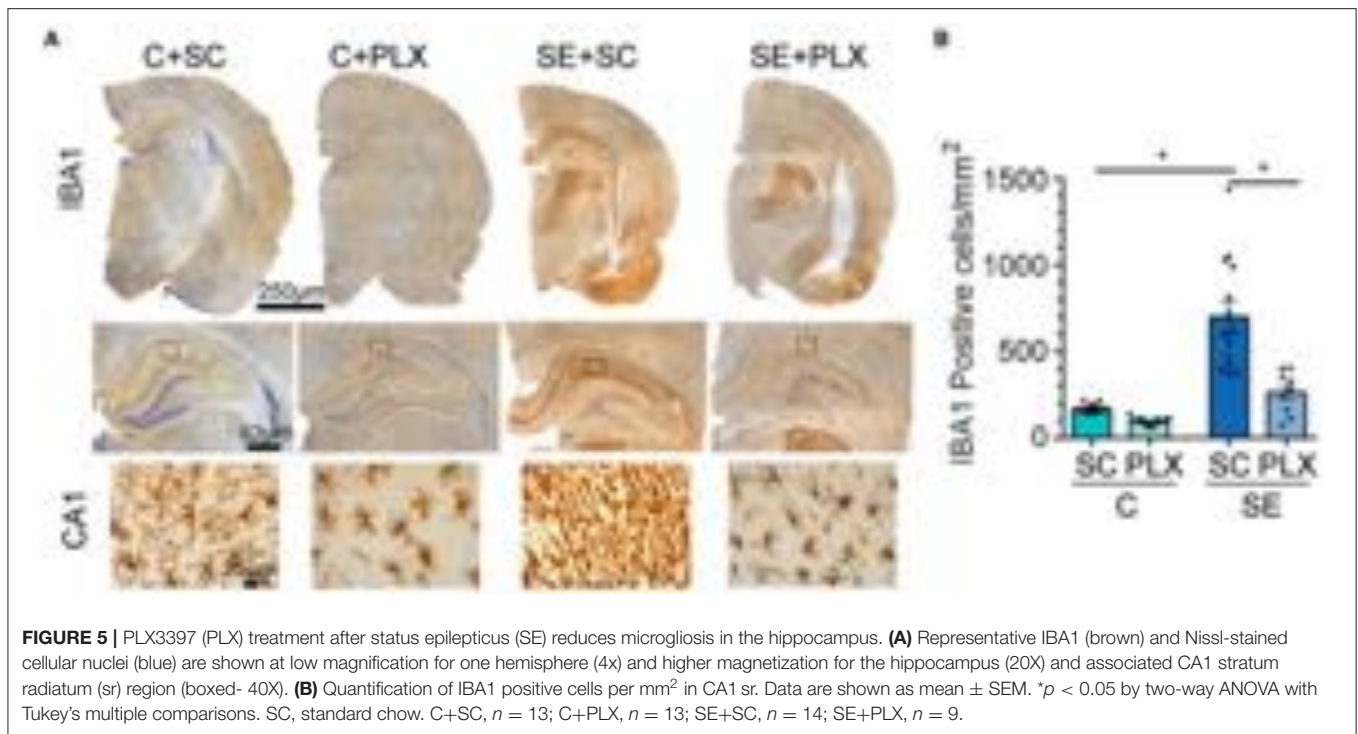 A
C+SC
C+PLX
SE+SC
SE+PLX
IBA1
250µm
CA1
B
IBA1 Positive cells/mm²
1500
1000
500
0
*
*
SC PLX SC PLX
C SE
FIGURE 5 | PLX3397 (PLX) treatment after status epilepticus (SE) reduces microgliosis in the hippocampus. (A) Representative IBA1 (brown) and Nissl-stained
cellular nuclei (blue) are shown at low magnification for one hemisphere (4x) and higher magnetization for the hippocampus (20X) and associated CA1 stratum
radiatum (sr) region (boxed- 40X). (B) Quantification of IBA1 positive cells per mm² in CA1 sr. Data are shown as mean ± SEM. *p < 0.05 by two-way ANOVA with
Tukey's multiple comparisons. SC, standard chow. C+SC, n = 13; C+PLX, n = 13; SE+SC, n = 14; SE+PLX, n = 9.